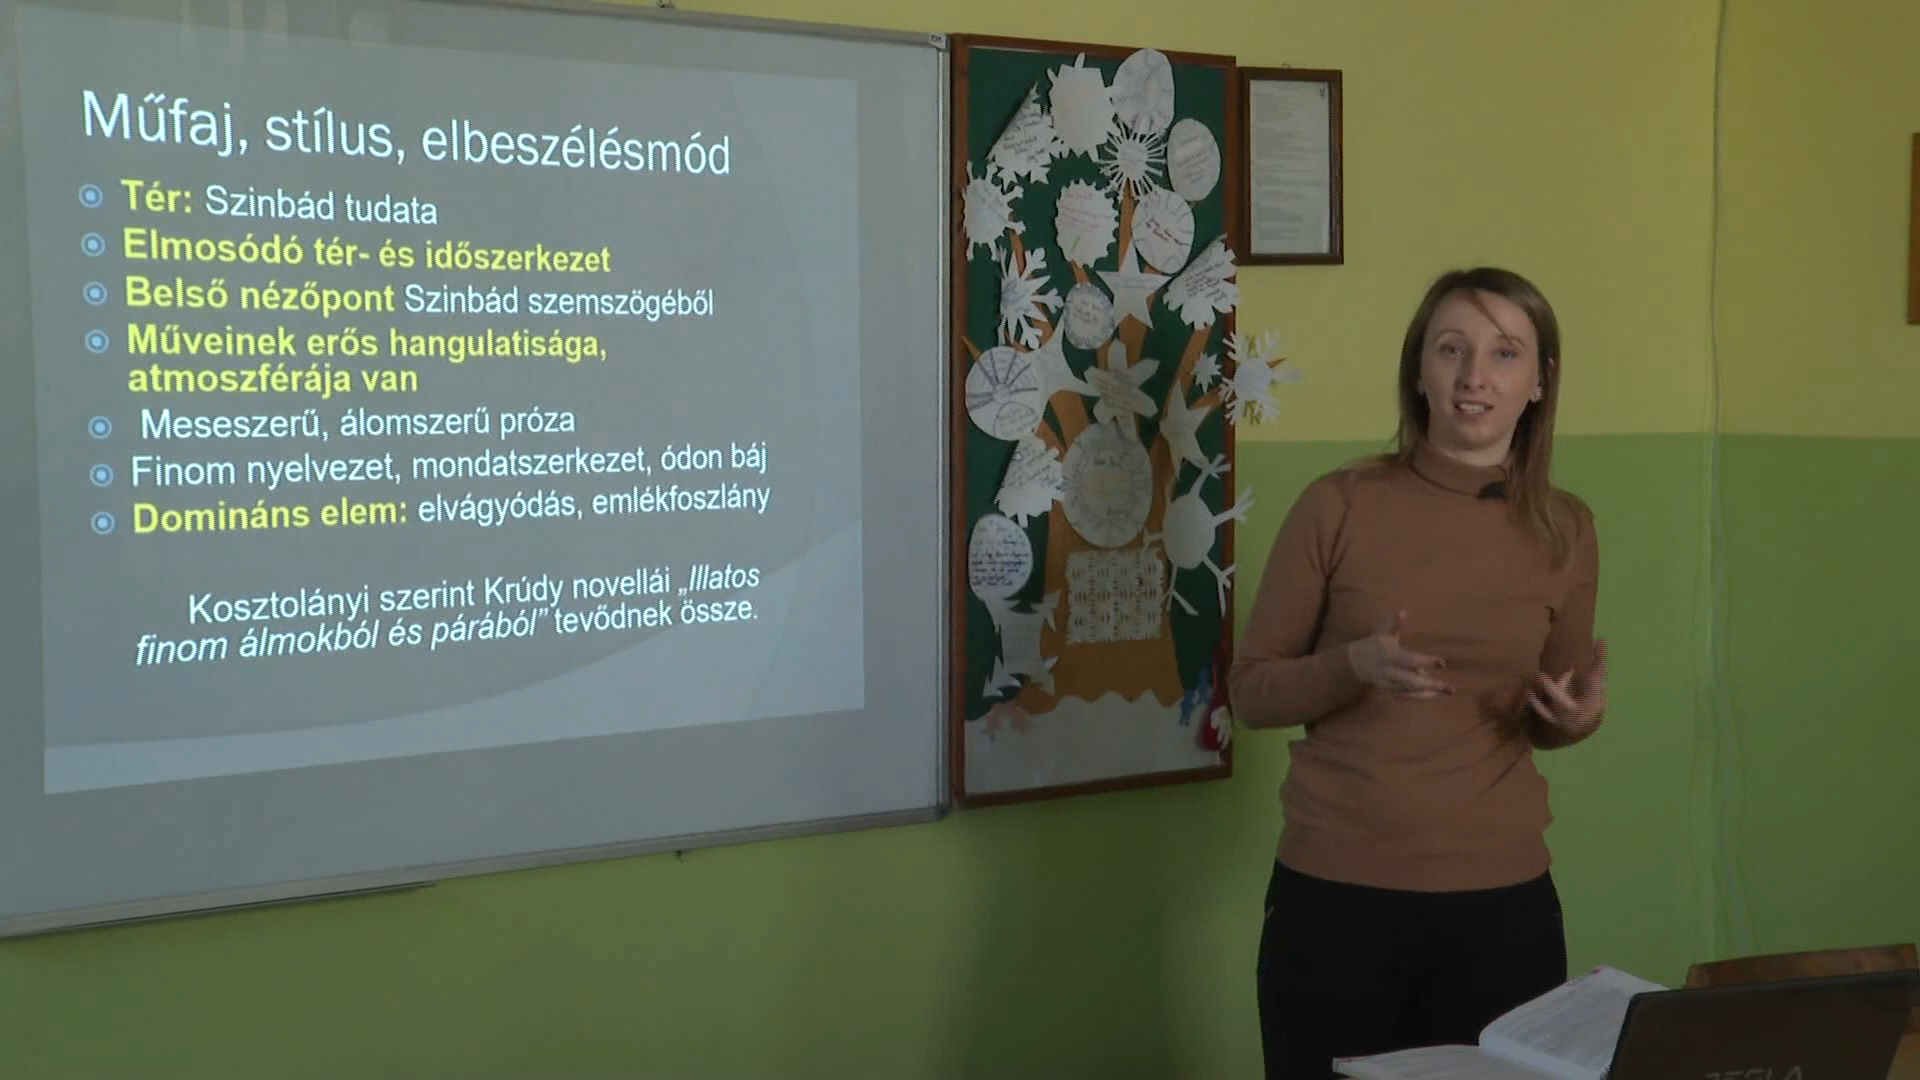 Műfaj, stílus, elbeszélésmód
Tér: Szinbád tudata
Elmosódó tér- és időszerkezet
Belső nézőpont Szinbád szemszögéből
Műveinek erős hangulatisága,
atmoszférája van
Meseszerű, álomszerű próza
Finom nyelvezet, mondatszerkezet, ódon báj
Domináns elem: elvágyódás, emlékfoszlány
Kosztolányi szerint Krúdy novellái „Illatos
finom álmokból és párából” tevődnek össze.